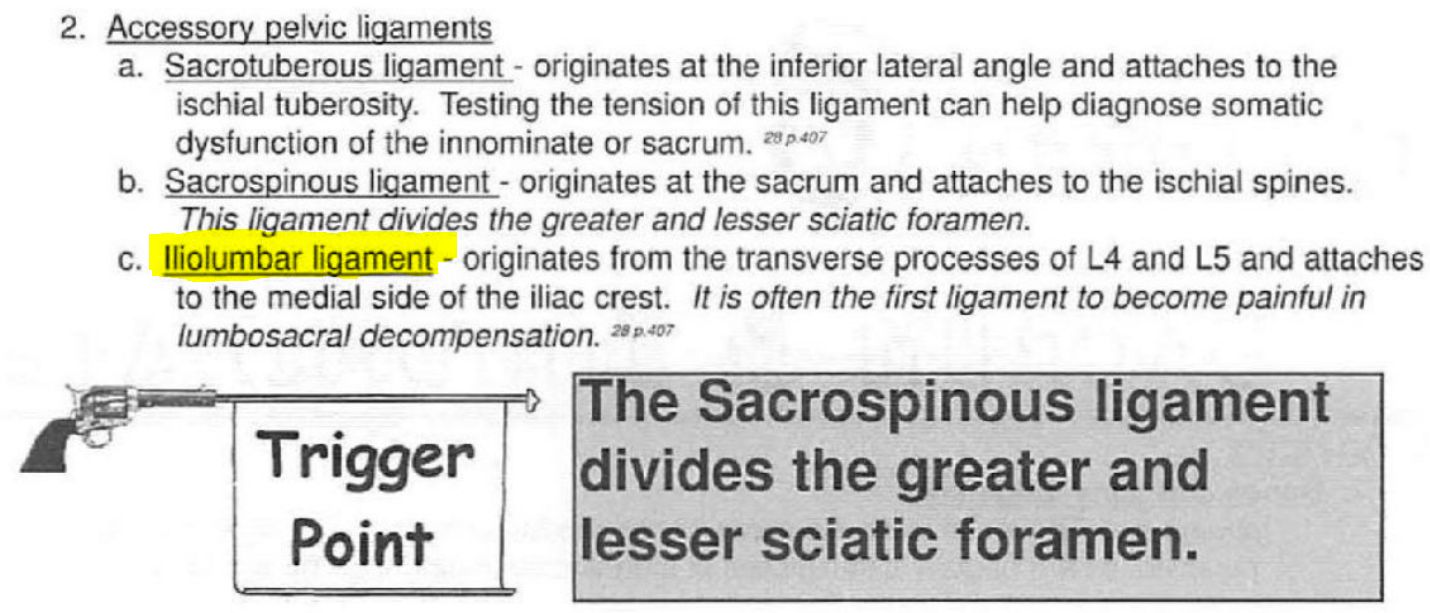 2. Accessory pelvic ligaments
a. Sacrotuberous ligament - originates at the inferior lateral angle and attaches to the
ischial tuberosity. Testing the tension of this ligament can help diagnose somatic
dysfunction of the innominate or sacrum. 28 p.407
b. Sacrospinous ligament - originates at the sacrum and attaches to the ischial spines.
This ligament divides the greater and lesser sciatic foramen.
c. Iliolumbar ligament - originates from the transverse processes of L4 and L5 and attaches
to the medial side of the iliac crest. It is often the first ligament to become painful in
lumbosacral decompensation. 28 p.407
Trigger
Point
The Sacrospinous ligament
divides the greater and
lesser sciatic foramen.